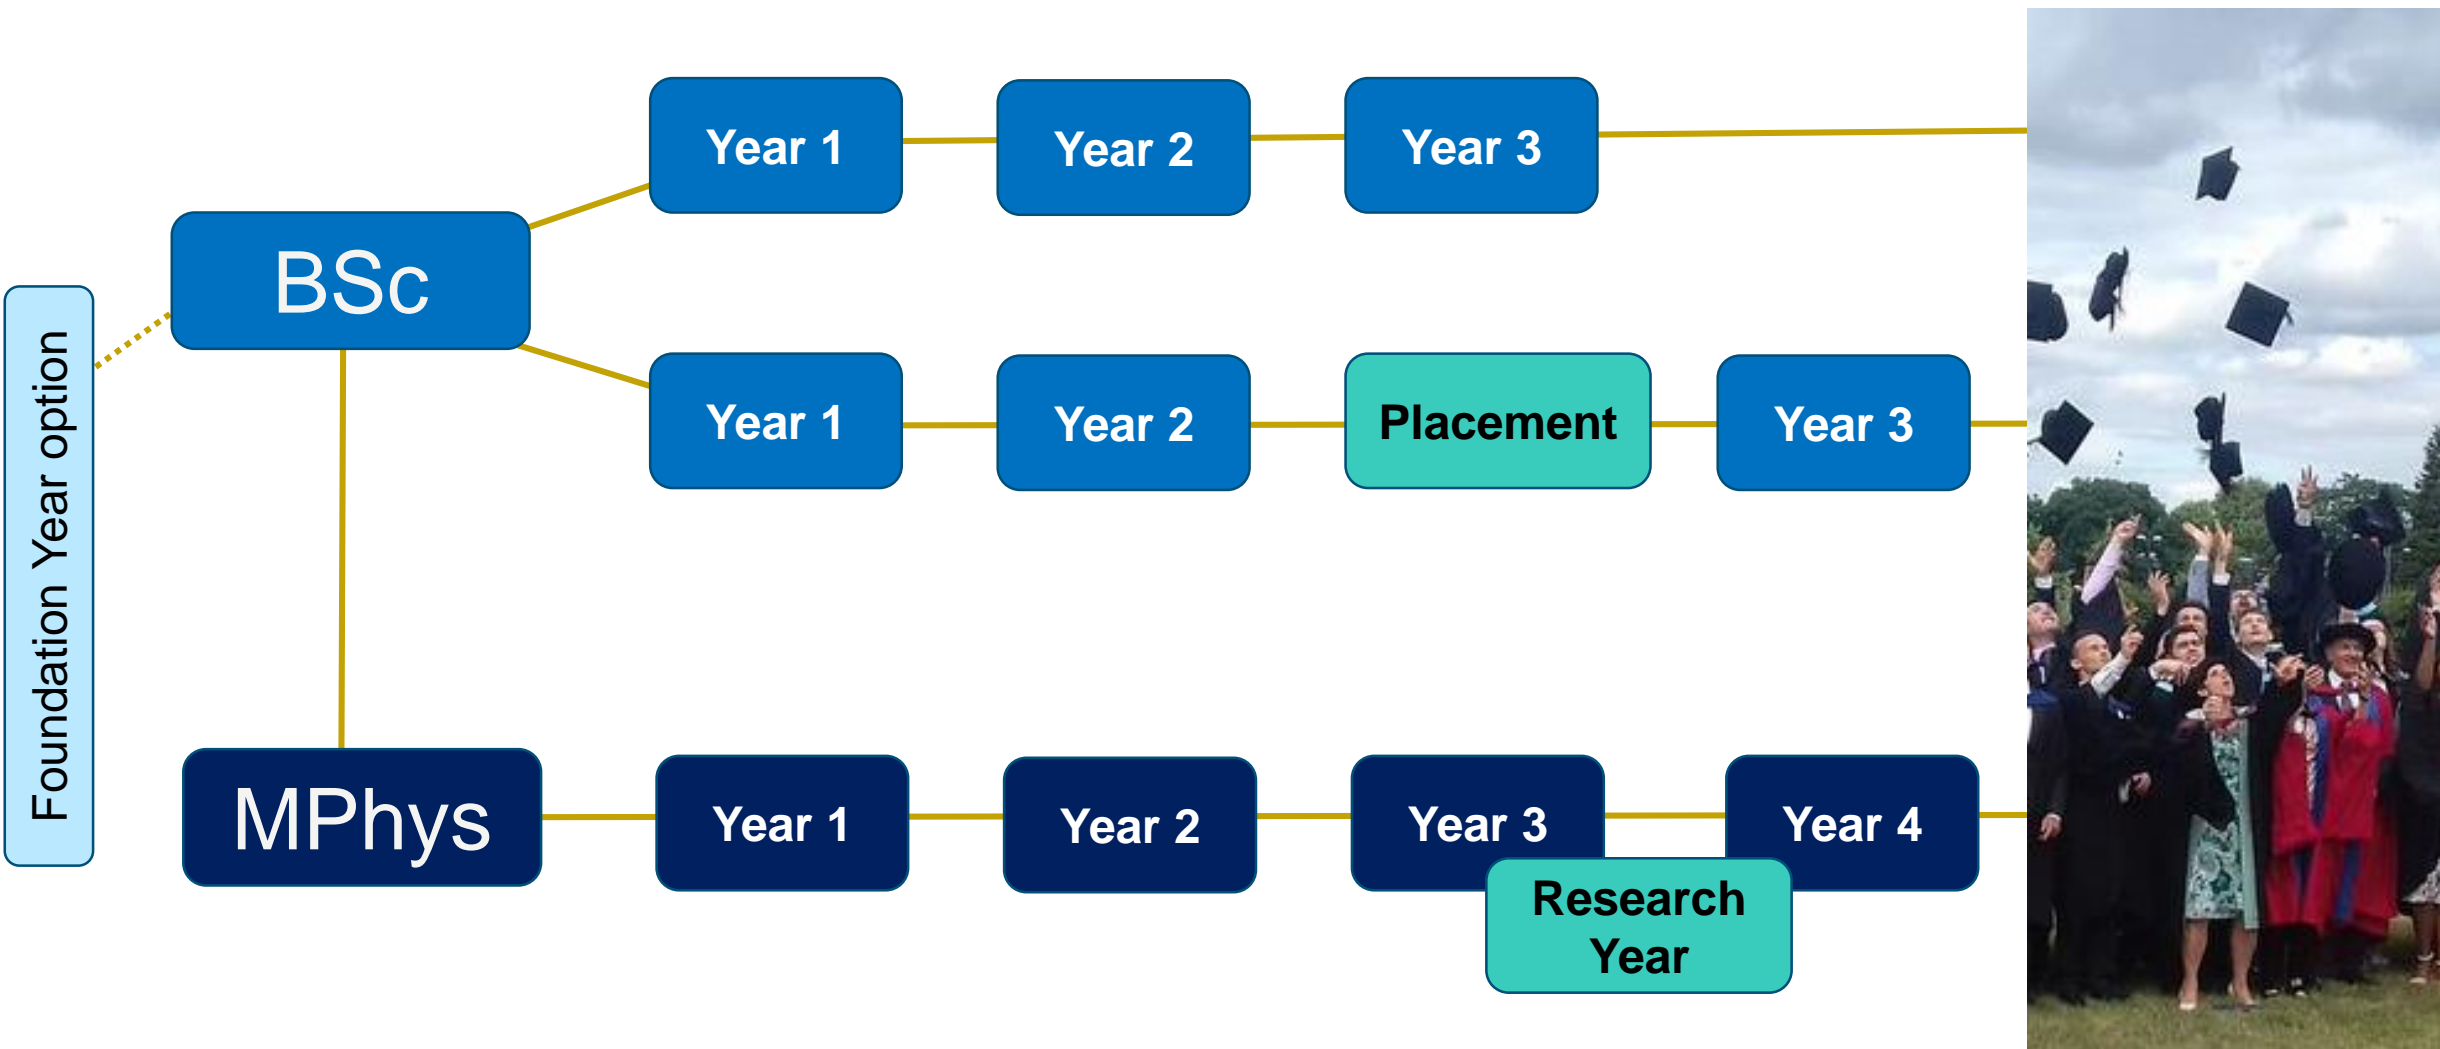 Foundation Year option
BSc
Year 1
Year 2
Year 3
Year 1
Year 2
Placement
Year 3
MPhys
Year 1
Year 2
Year 3
Year 4
Research
Year